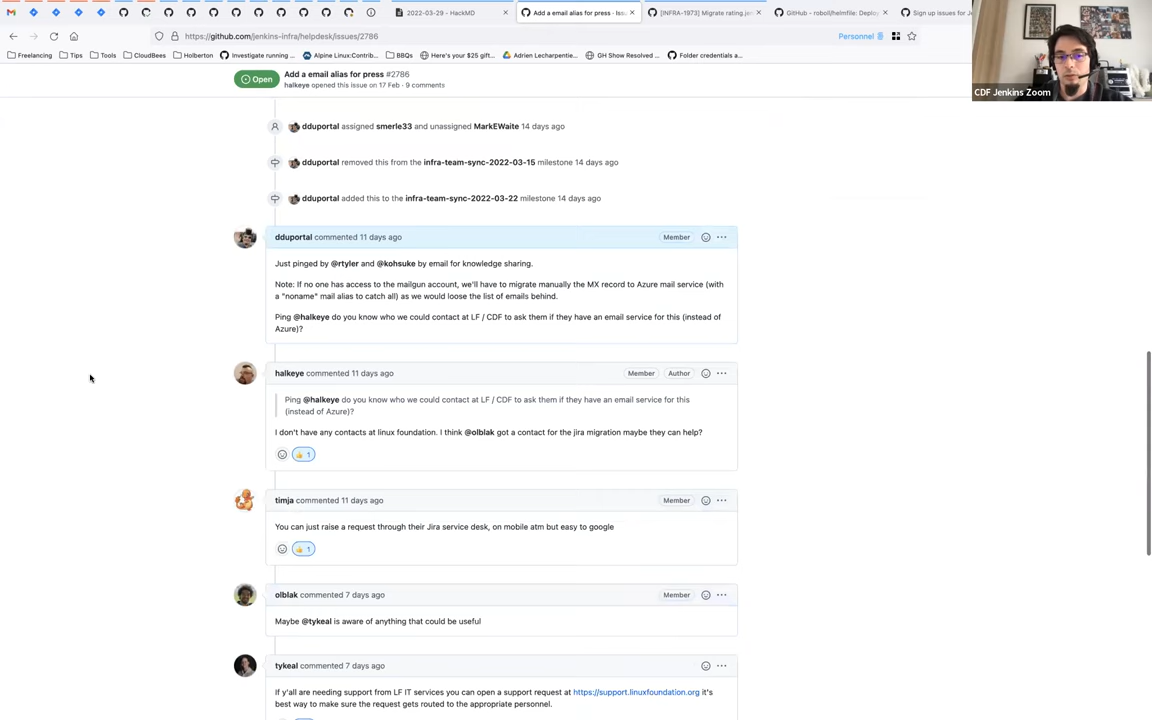 2022-03-29 - HackMD
Add a email alias for press · Issu
[INFRA-1973] Migrate rating.jen
GitHub - roboll/helmfile: Deploy
Sign up issues for J
https://github.com/jenkins-infra/helpdesk/issues/2786
Personnel
Freelancing
Tips
Tools
CloudBees
Holberton
Investigate running ...
Alpine Linux:Contrib...
BBQs
Here's your $25 gift...
Adrien Lecharpentie...
GH Show Resolved ...
Folder credentials a...
CDF Jenkins Zoom
Open
Add a email alias for press #2786
halkeye opened this issue on 17 Feb · 9 comments
dduportal assigned smerle33 and unassigned MarkEWaite 14 days ago
dduportal removed this from the infra-team-sync-2022-03-15 milestone 14 days ago
dduportal added this to the infra-team-sync-2022-03-22 milestone 14 days ago
dduportal commented 11 days ago
Member
Just pinged by @rtyler and @kohsuke by email for knowledge sharing.
Note: If no one has access to the mailgun account, we'll have to migrate manually the MX record to Azure mail service (with
a "noname" mail alias to catch all) as we would loose the list of emails behind.
Ping @halkeye do you know who we could contact at LF / CDF to ask them if they have an email service for this (instead of
Azure)?
halkeye commented 11 days ago
Member
Author
Ping @halkeye do you know who we could contact at LF / CDF to ask them if they have an email service for this
(instead of Azure)?
I don't have any contacts at linux foundation. I think @olblak got a contact for the jira migration maybe they can help?
1
timja commented 11 days ago
Member
You can just raise a request through their Jira service desk, on mobile atm but easy to google
1
olblak commented 7 days ago
Member
Maybe @tykeal is aware of anything that could be useful
tykeal commented 7 days ago
If y'all are needing support from LF IT services you can open a support request at https://support.linuxfoundation.org it's
best way to make sure the request gets routed to the appropriate personnel.